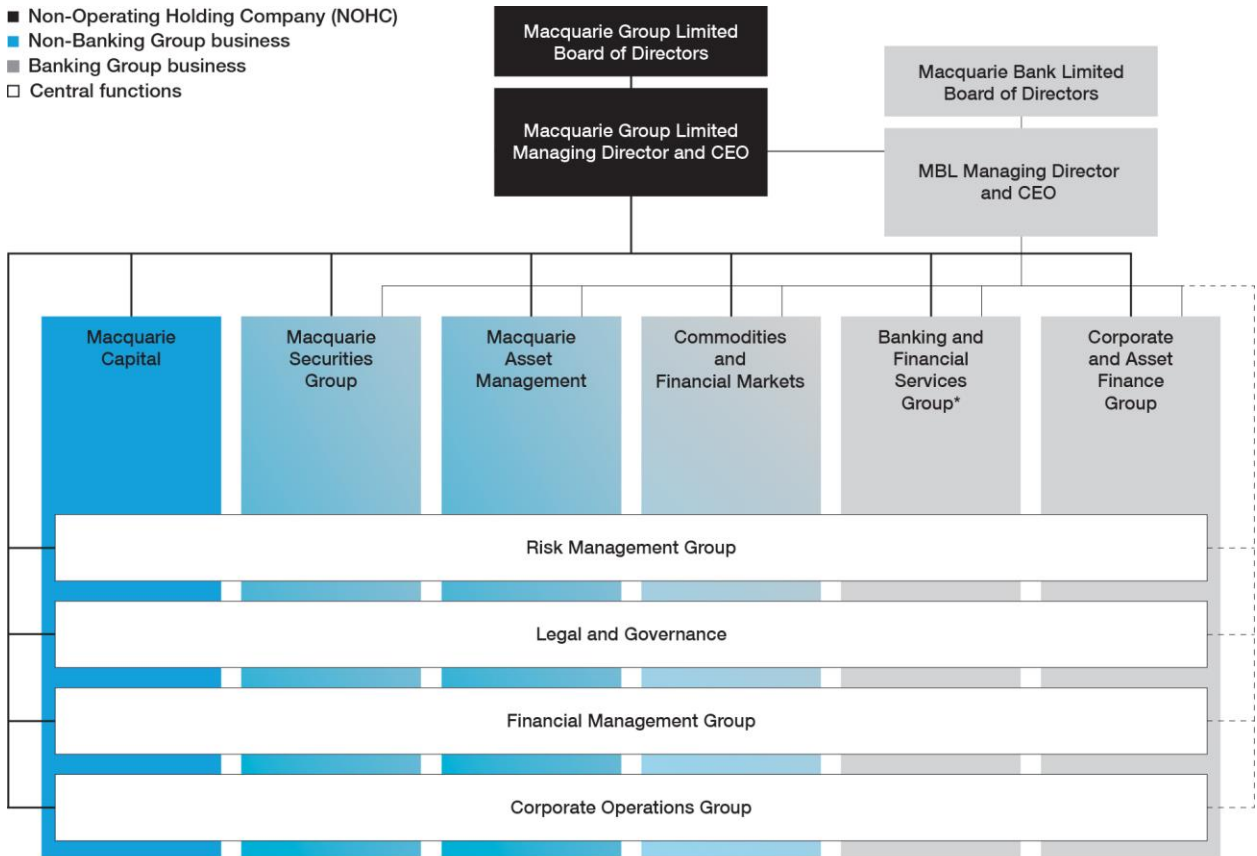 Non-Operating Holding Company (NOHC)
Non-Banking Group business
Banking Group business
Central functions
Macquarie Group Limited
Board of Directors
Macquarie Group Limited
Managing Director and CEO
Macquarie Bank Limited
Board of Directors
MBL Managing Director
and CEO
Macquarie
Capital
Macquarie
Securities
Group
Macquarie
Asset
Management
Commodities
and
Financial Markets
Banking and
Financial
Services
Group*
Corporate
and Asset
Finance
Group
Risk Management Group
Legal and Governance
Financial Management Group
Corporate Operations Group